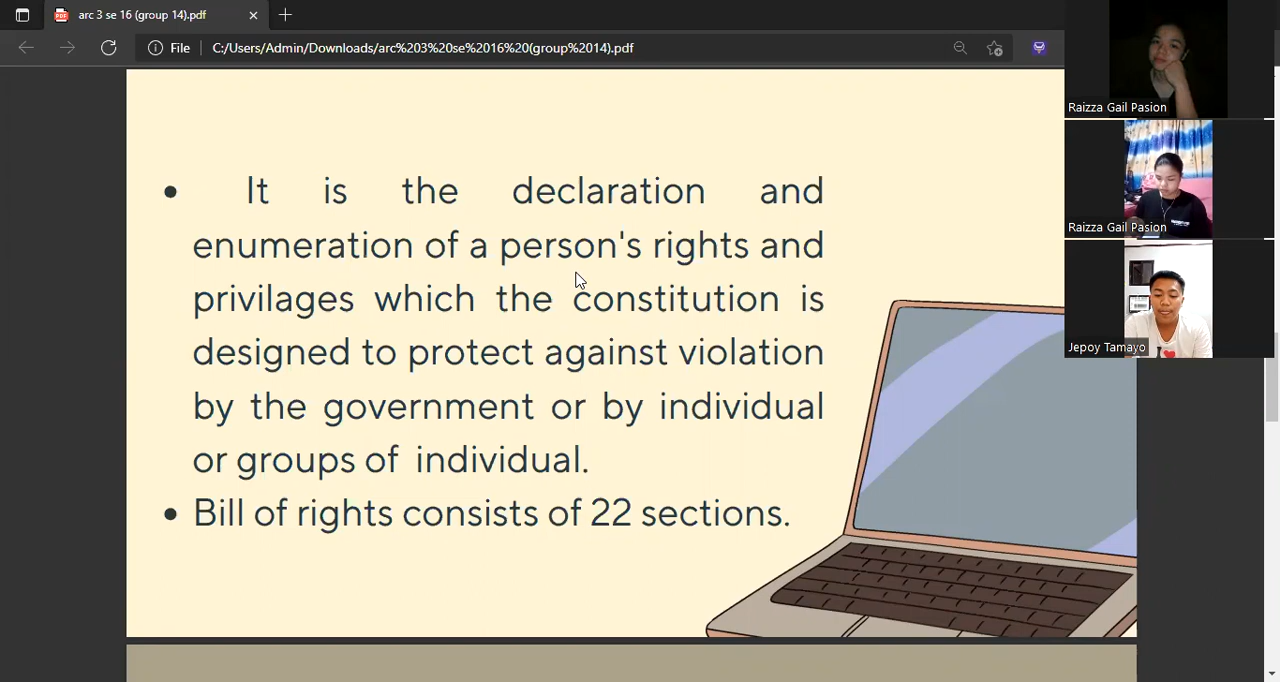 arc 3 se 16 (group 14).pdf
File
C:/Users/Admin/Downloads/arc%203%20se%2016%20(group%2014).pdf
Raizza Gail Pasion
Raizza Gail Pasion
Jepoy Tamayo
• It is the declaration and
enumeration of a person's rights and
privilages which the constitution is
designed to protect against violation
by the government or by individual
or groups of individual.
• Bill of rights consists of 22 sections.